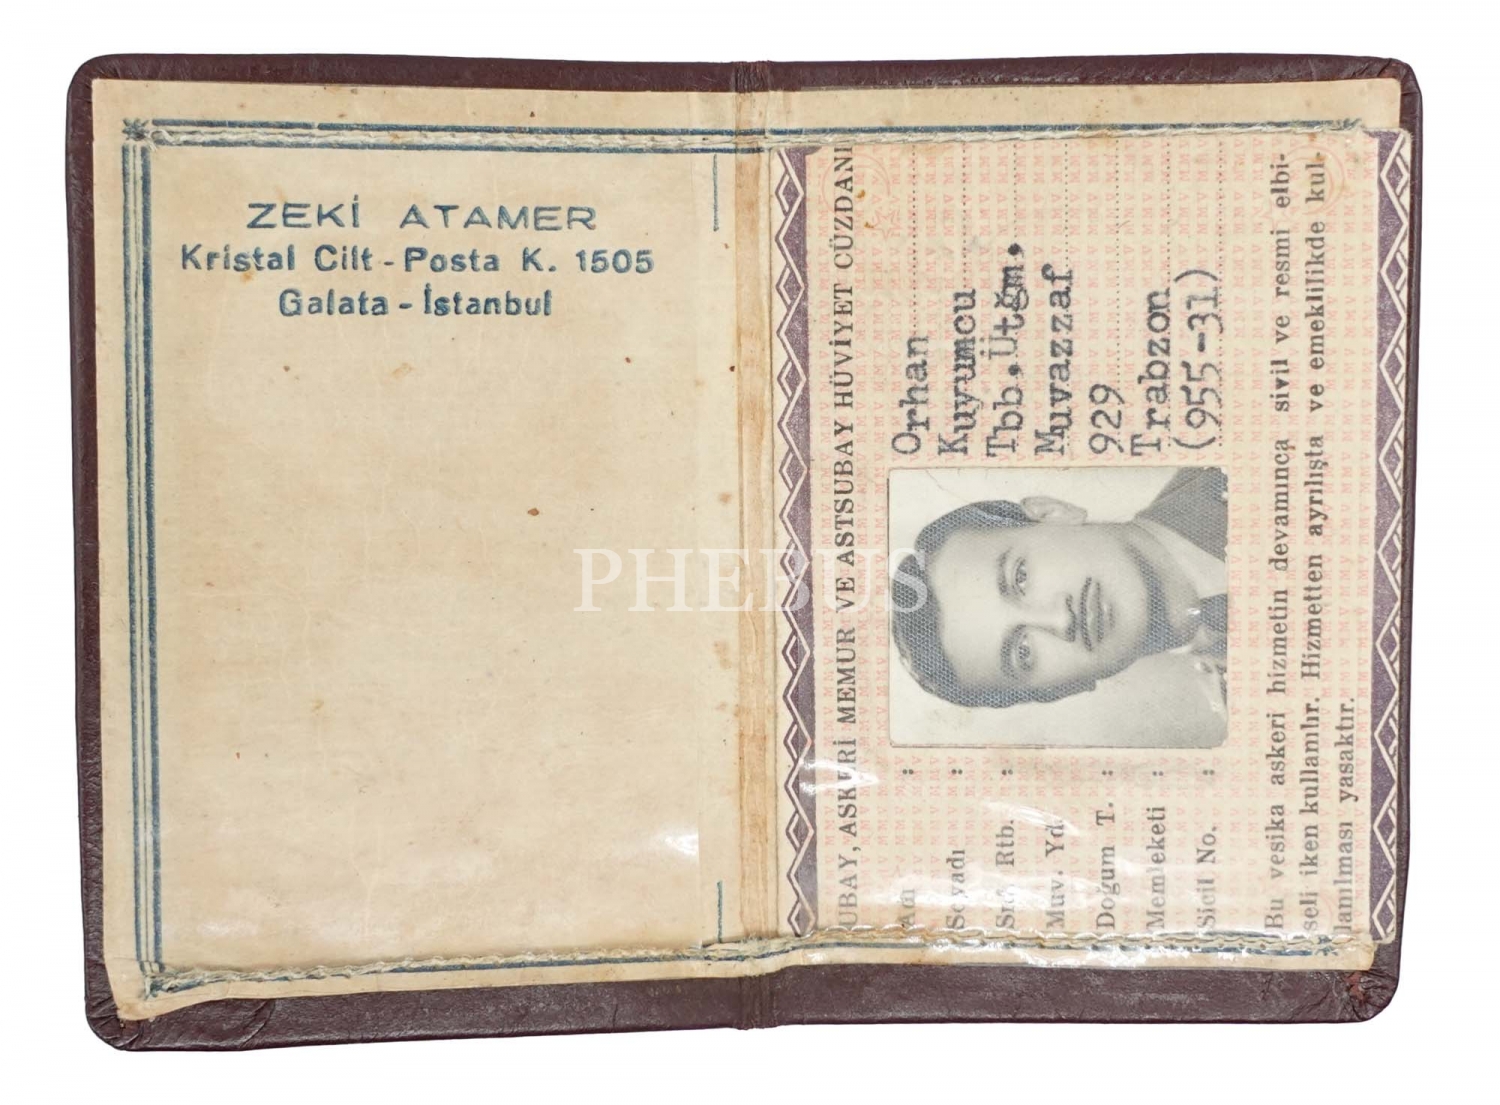 ZEKİ ATAMER
Kristal Cilt - Posta K. 1505
Galata - İstanbul
UBAY, ASKERİ MEMUR VE ASTSUBAY HÜVİYET CÜZDANI
Adı : Orhan
Soyadı : Kuyumcu
Rtb. : Tbb.Ütğm.
Muv. Yd. Muvazzaf
Doğum T. : 929
Memleketi : Trabzon
Sicil No. : (955-31)
Bu vesika askeri hizmetin devamınca sivil ve resmi elbi-
seli iken kullanılır. Hizmetten ayrılışta ve emeklilikde kul-
lanılması yasaktır.
PHEBUS